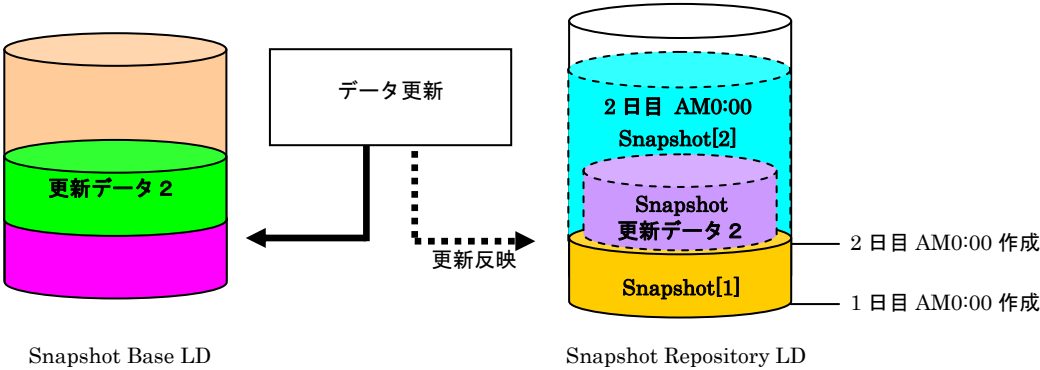 データ更新
2 日目 AM0:00
Snapshot[2]
更新データ 2
Snapshot
更新データ 2
更新反映
2 日目 AM0:00 作成
Snapshot[1]
1 日目 AM0:00 作成
Snapshot Base LD
Snapshot Repository LD